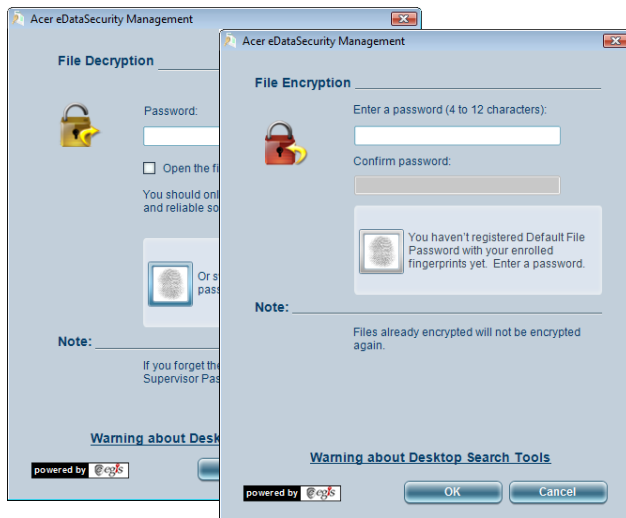 Acer eDataSecurity Management
File Decryption
Password:
Open the fi
You should onl
and reliable so
Or s
pass
Note:
If you forget the
Supervisor Pas
Warning about Desk
powered by egis
Acer eDataSecurity Management
File Encryption
Enter a password (4 to 12 characters):
Confirm password:
You haven't registered Default File
Password with your enrolled
fingerprints yet. Enter a password.
Note:
Files already encrypted will not be encrypted
again.
Warning about Desktop Search Tools
powered by egis
OK
Cancel